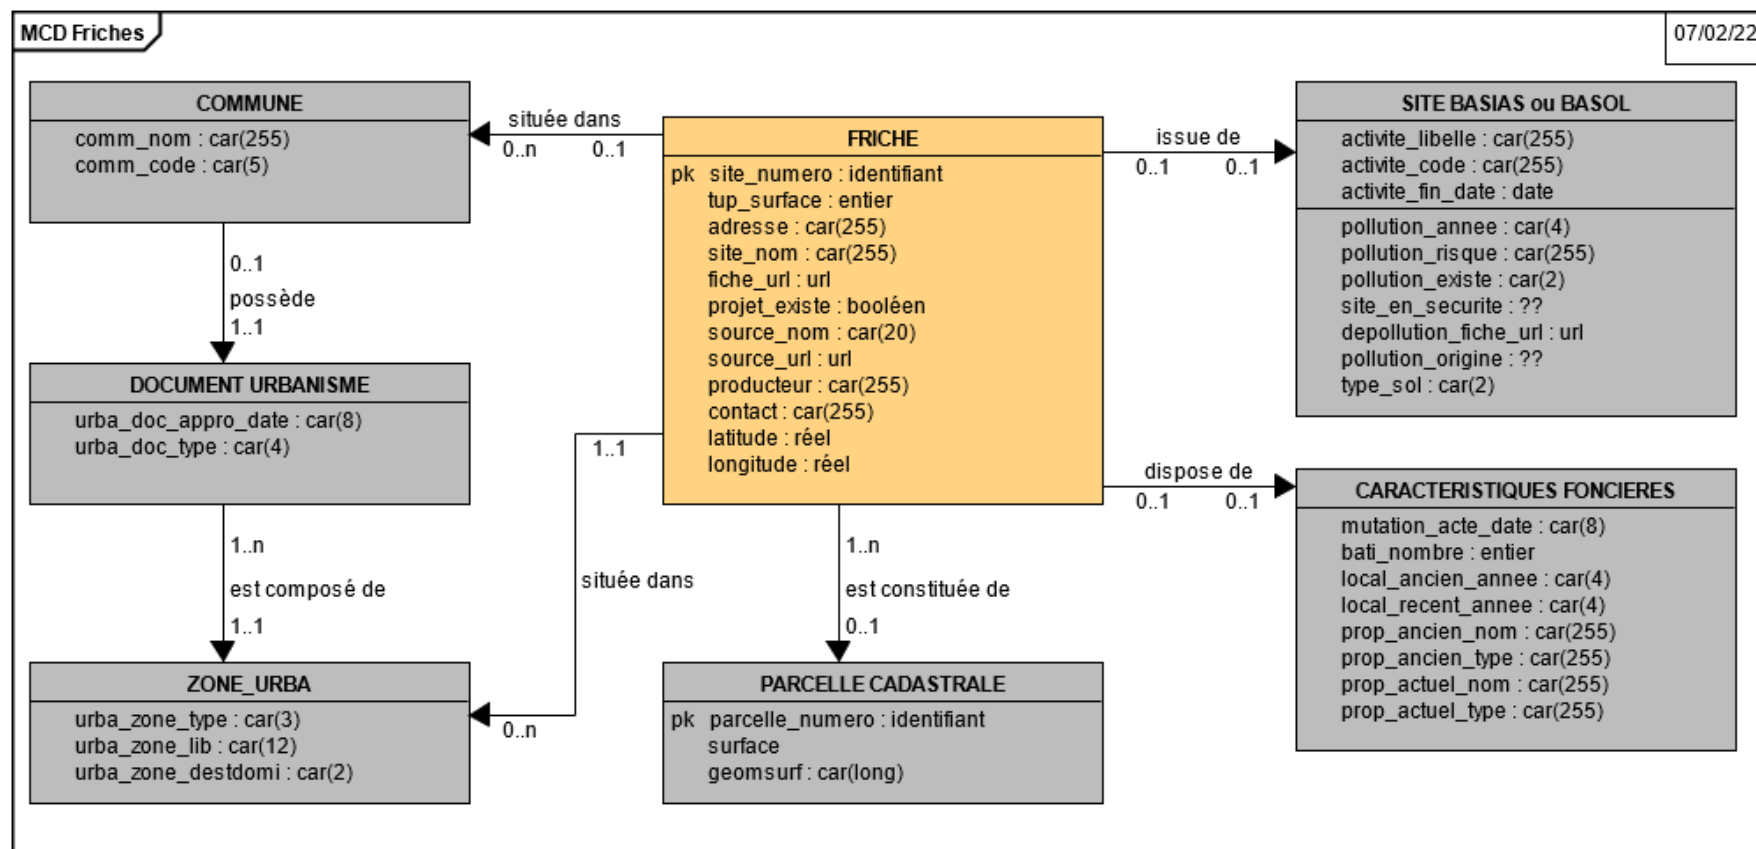 MCD Friches
07/02/22
COMMUNE
comm_nom : car(255)
comm_code : car(5)
située dans
0..n
0..1
FRICHE
pk site_numero : identifiant
tup_surface : entier
adresse : car(255)
site_nom : car(255)
fiche_url : url
projet_existe : booléen
source_nom : car(20)
source_url : url
producteur : car(255)
contact : car(255)
latitude : réel
longitude : réel
issue de
0..1
0..1
SITE BASIAS ou BASOL
activite_libelle : car(255)
activite_code : car(255)
activite_fin_date : date
pollution_annee : car(4)
pollution_risque : car(255)
pollution_existe : car(2)
site_en_securite : ??
depollution_fiche_url : url
pollution_origine : ??
type_sol : car(2)
0..1
possède
1..1
DOCUMENT URBANISME
urba_doc_appro_date : car(8)
urba_doc_type : car(4)
1..1
située dans
0..n
dispose de
0..1
0..1
CARACTERISTIQUES FONCIERES
mutation_acte_date : car(8)
bati_nombre : entier
local_ancien_annee : car(4)
local_recent_annee : car(4)
prop_ancien_nom : car(255)
prop_ancien_type : car(255)
prop_actuel_nom : car(255)
prop_actuel_type : car(255)
1..n
est composé de
1..1
ZONE_URBA
urba_zone_type : car(3)
urba_zone_lib : car(12)
urba_zone_destdomi : car(2)
1..n
est constituée de
0..1
PARCELLE CADASTRALE
pk parcelle_numero : identifiant
surface
geomsurf : car(long)